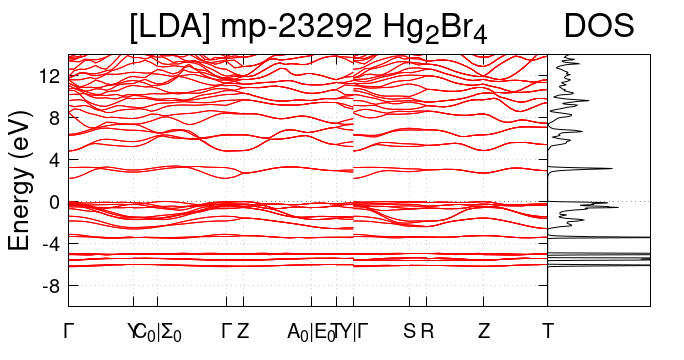 [LDA] mp-23292 Hg₂Br₄ DOS
Energy (eV)
12
8
4
0
-4
-8
Γ Y C₀|Σ₀ Γ Z A₀|E₀ T Y|Γ S R Z T